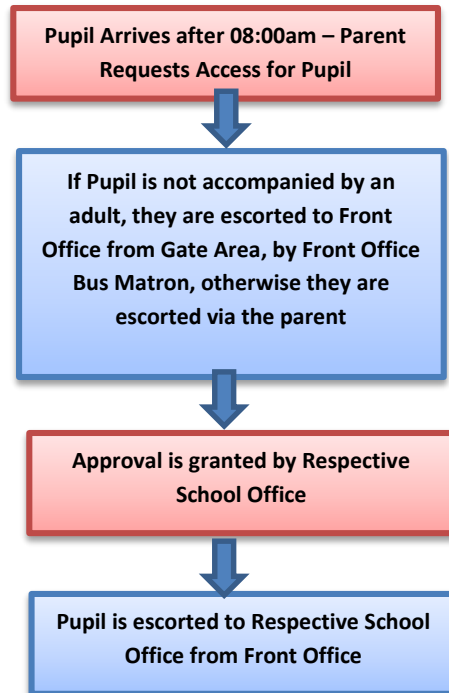 Pupil Arrives after 08:00am – Parent
Requests Access for Pupil
If Pupil is not accompanied by an
adult, they are escorted to Front
Office from Gate Area, by Front Office
Bus Matron, otherwise they are
escorted via the parent
Approval is granted by Respective
School Office
Pupil is escorted to Respective School
Office from Front Office